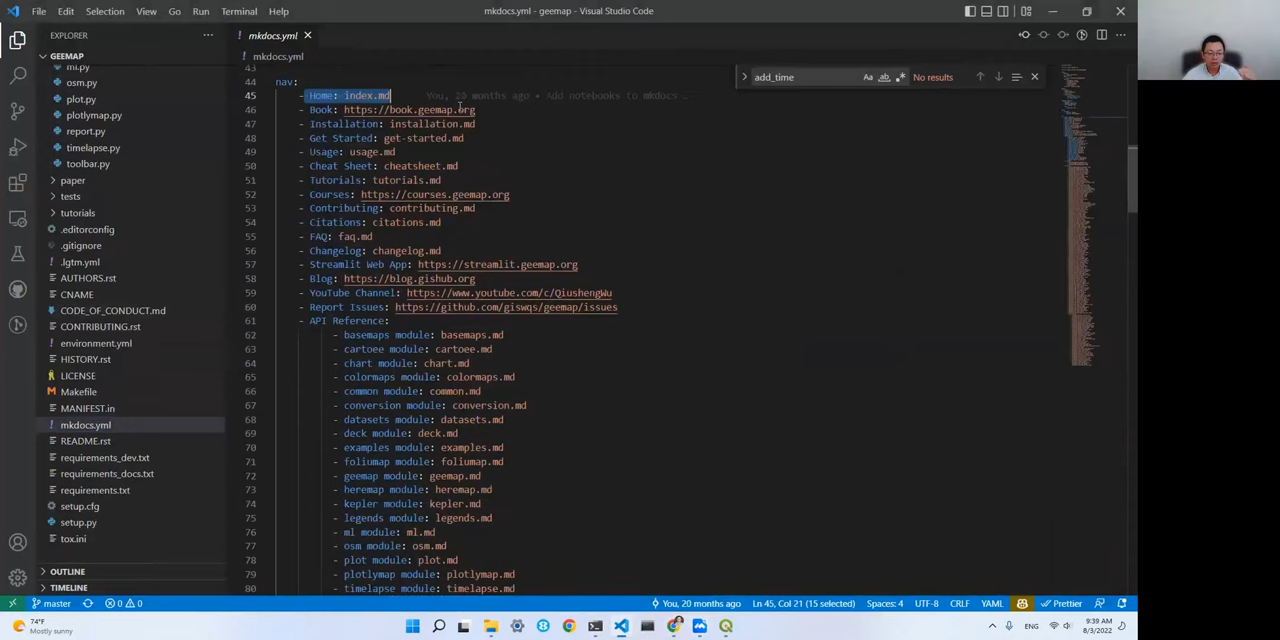 File Edit Selection View Go Run Terminal Help
mkdocs.yml - geemap - Visual Studio Code
EXPLORER
GEEMAP
ml.py
osm.py
plot.py
plotlymap.py
report.py
timelapse.py
toolbar.py
paper
tests
tutorials
.editorconfig
.gitignore
.lgtm.yml
AUTHORS.rst
CNAME
CODE_OF_CONDUCT.md
CONTRIBUTING.rst
environment.yml
HISTORY.rst
LICENSE
Makefile
MANIFEST.in
mkdocs.yml
README.rst
requirements_dev.txt
requirements_docs.txt
requirements.txt
setup.cfg
setup.py
tox.ini
OUTLINE
TIMELINE
mkdocs.yml
mkdocs.yml
add_time
Aa ab No results
43
44 nav:
45 - Home: index.md You, 20 months ago • Add notebooks to mkdocs …
46 - Book: https://book.geemap.org
47 - Installation: installation.md
48 - Get Started: get-started.md
49 - Usage: usage.md
50 - Cheat Sheet: cheatsheet.md
51 - Tutorials: tutorials.md
52 - Courses: https://courses.geemap.org
53 - Contributing: contributing.md
54 - Citations: citations.md
55 - FAQ: faq.md
56 - Changelog: changelog.md
57 - Streamlit Web App: https://streamlit.geemap.org
58 - Blog: https://blog.gishub.org
59 - YouTube Channel: https://www.youtube.com/c/QiushengWu
60 - Report Issues: https://github.com/giswqs/geemap/issues
61 - API Reference:
62 - basemaps module: basemaps.md
63 - cartoee module: cartoee.md
64 - chart module: chart.md
65 - colormaps module: colormaps.md
66 - common module: common.md
67 - conversion module: conversion.md
68 - datasets module: datasets.md
69 - deck module: deck.md
70 - examples module: examples.md
71 - foliumap module: foliumap.md
72 - geemap module: geemap.md
73 - heremap module: heremap.md
74 - kepler module: kepler.md
75 - legends module: legends.md
76 - ml module: ml.md
77 - osm module: osm.md
78 - plot module: plot.md
79 - plotlymap module: plotlymap.md
80 - timelapse module: timelapse.md
master 0 0
You, 20 months ago Ln 45, Col 21 (15 selected) Spaces: 4 UTF-8 CRLF YAML Prettier
74°F
Mostly sunny
ENG
9:39 AM
8/3/2022